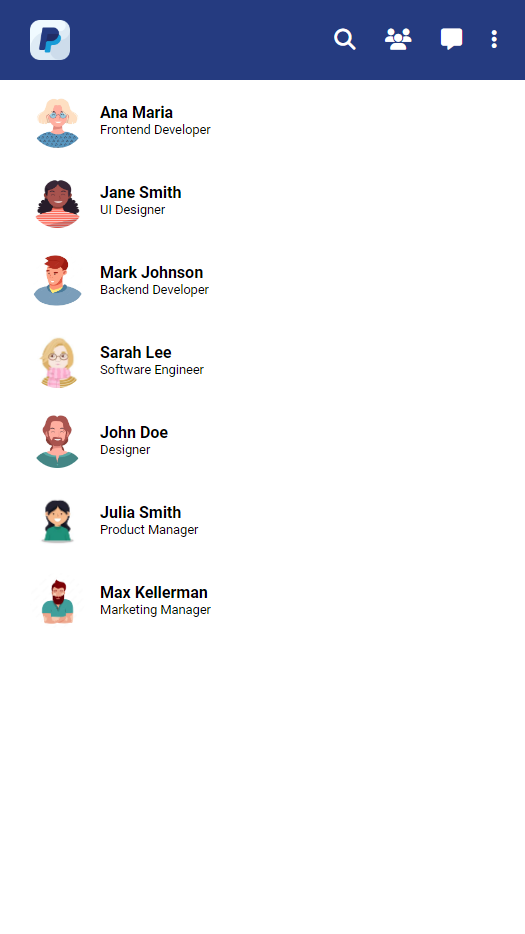 Ana Maria
Frontend Developer
Jane Smith
UI Designer
Mark Johnson
Backend Developer
Sarah Lee
Software Engineer
John Doe
Designer
Julia Smith
Product Manager
Max Kellerman
Marketing Manager